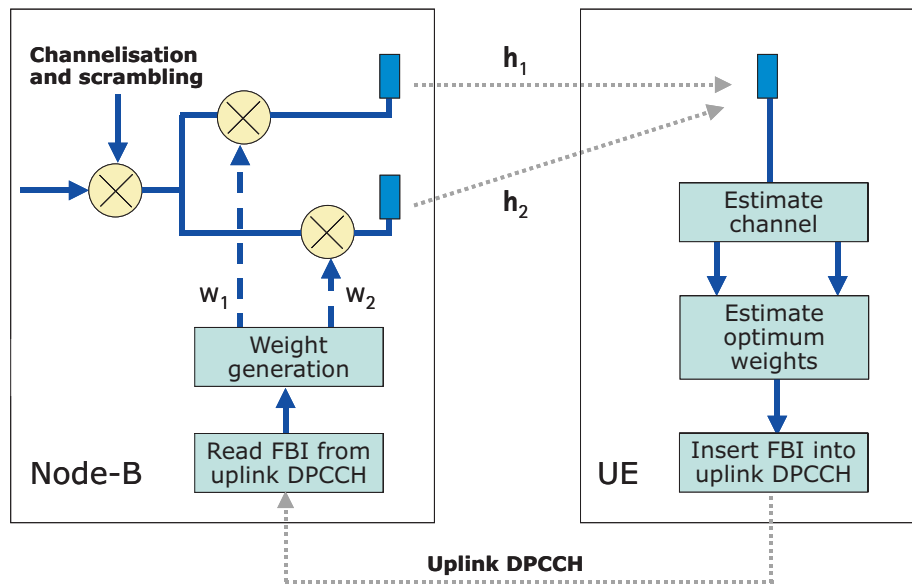 Channelisation
and scrambling
h1
h2
w1
w2
Weight
generation
Read FBI from
uplink DPCCH
Node-B
Estimate
channel
Estimate
optimum
weights
Insert FBI into
uplink DPCCH
UE
Uplink DPCCH